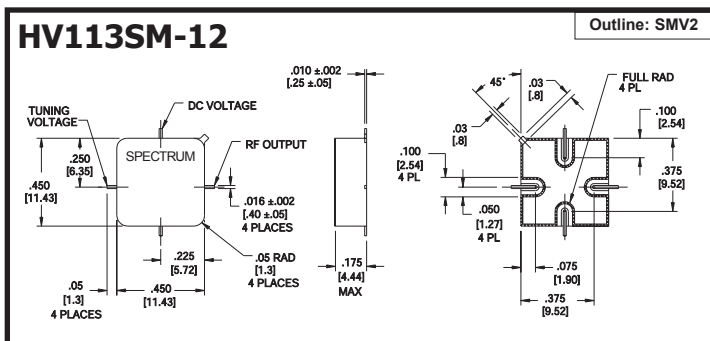 HV113SM-12
Outline: SMV2
.010 ±.002
[.25 ±.05]
DC VOLTAGE
TUNING
VOLTAGE
SPECTRUM
RF OUTPUT
.250
[6.35]
.450
[11.43]
.016 ±.002
[.40 ±.05]
4 PLACES
.225
[5.72]
.05 RAD
[1.3]
4 PLACES
.05
[1.3]
4 PLACES
.450
[11.43]
.175
[4.44]
MAX
45°
.03
[.8]
.03
[.8]
FULL RAD
4 PL
.100
[2.54]
.100
[2.54]
4 PL
.375
[9.52]
.050
[1.27]
4 PL
.075
[1.90]
.375
[9.52]